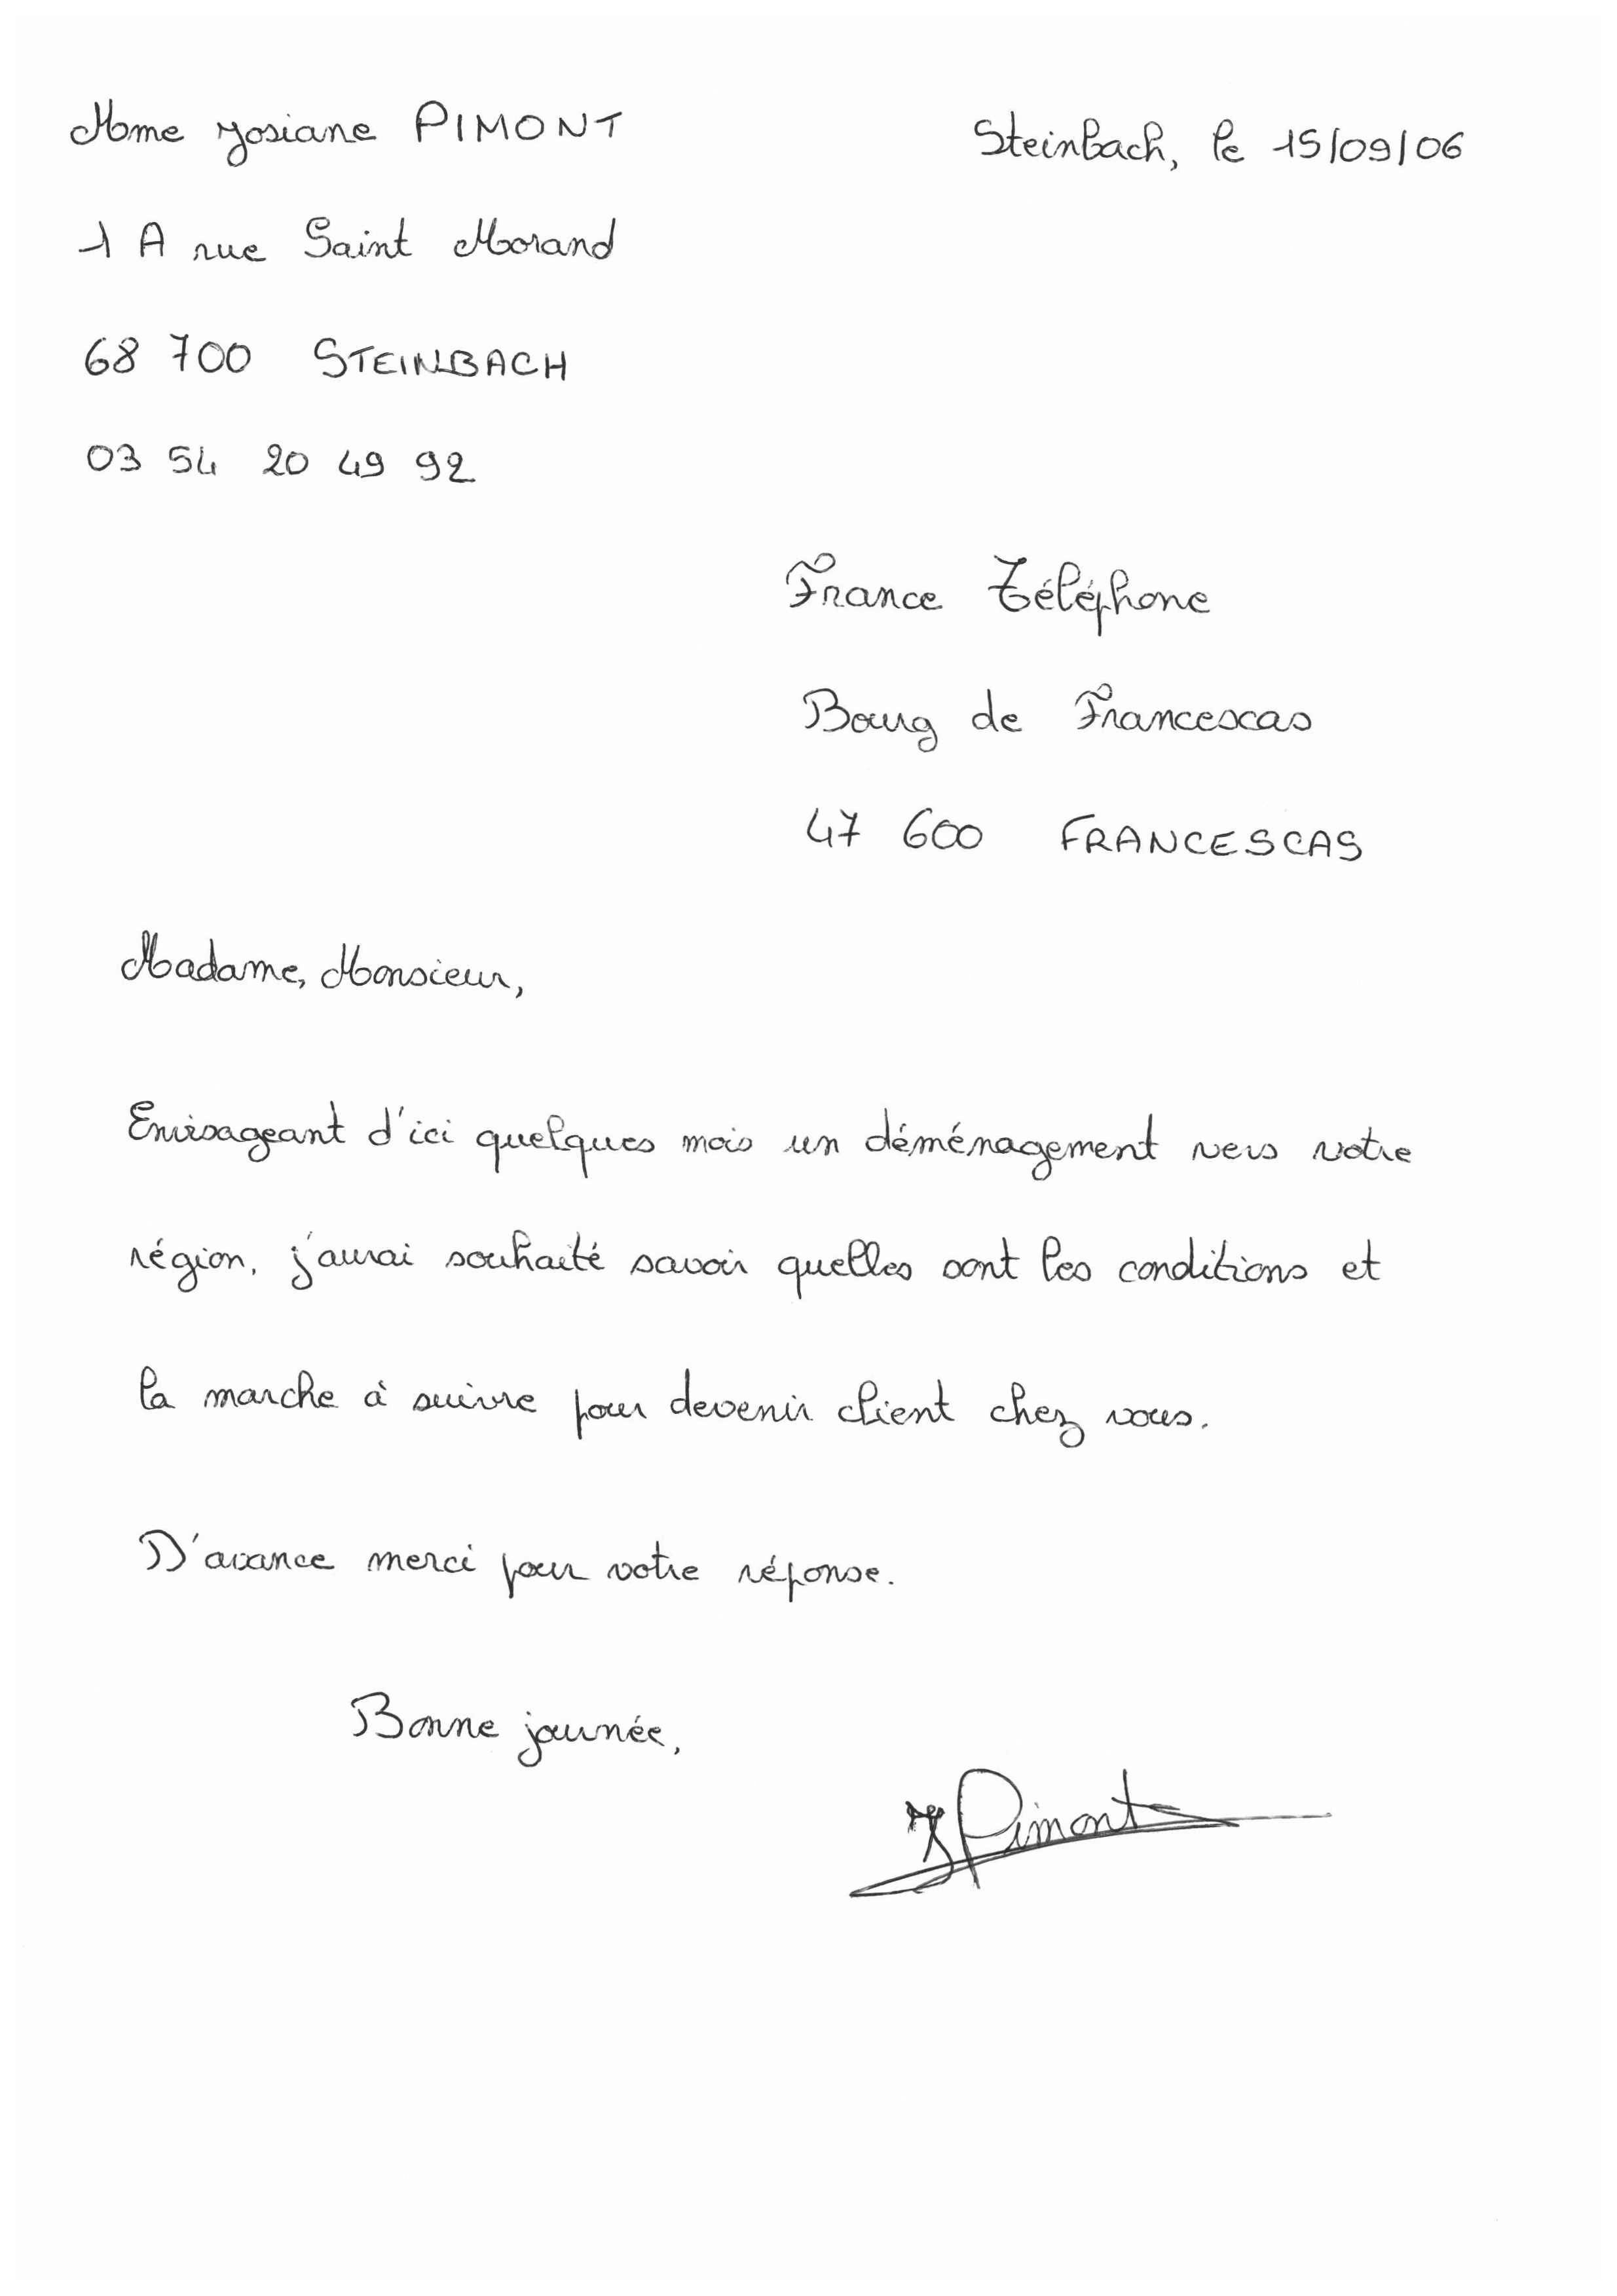 Mme Josiane PIMONT
Steinbach, le 15/09/06
1 A rue Saint Morand
68 700 STEINBACH
03 54 20 49 92
France Téléphone
Bourg de Francescas
47 600 FRANCESCAS
Madame, Monsieur,
Envisageant d'ici quelques mois un déménagement vers votre
région, j'aurai souhaité savoir quelles sont les conditions et
la marche à suivre pour devenir client chez vous.
D'avance merci pour votre réponse.
Bonne journée,
J Pimont